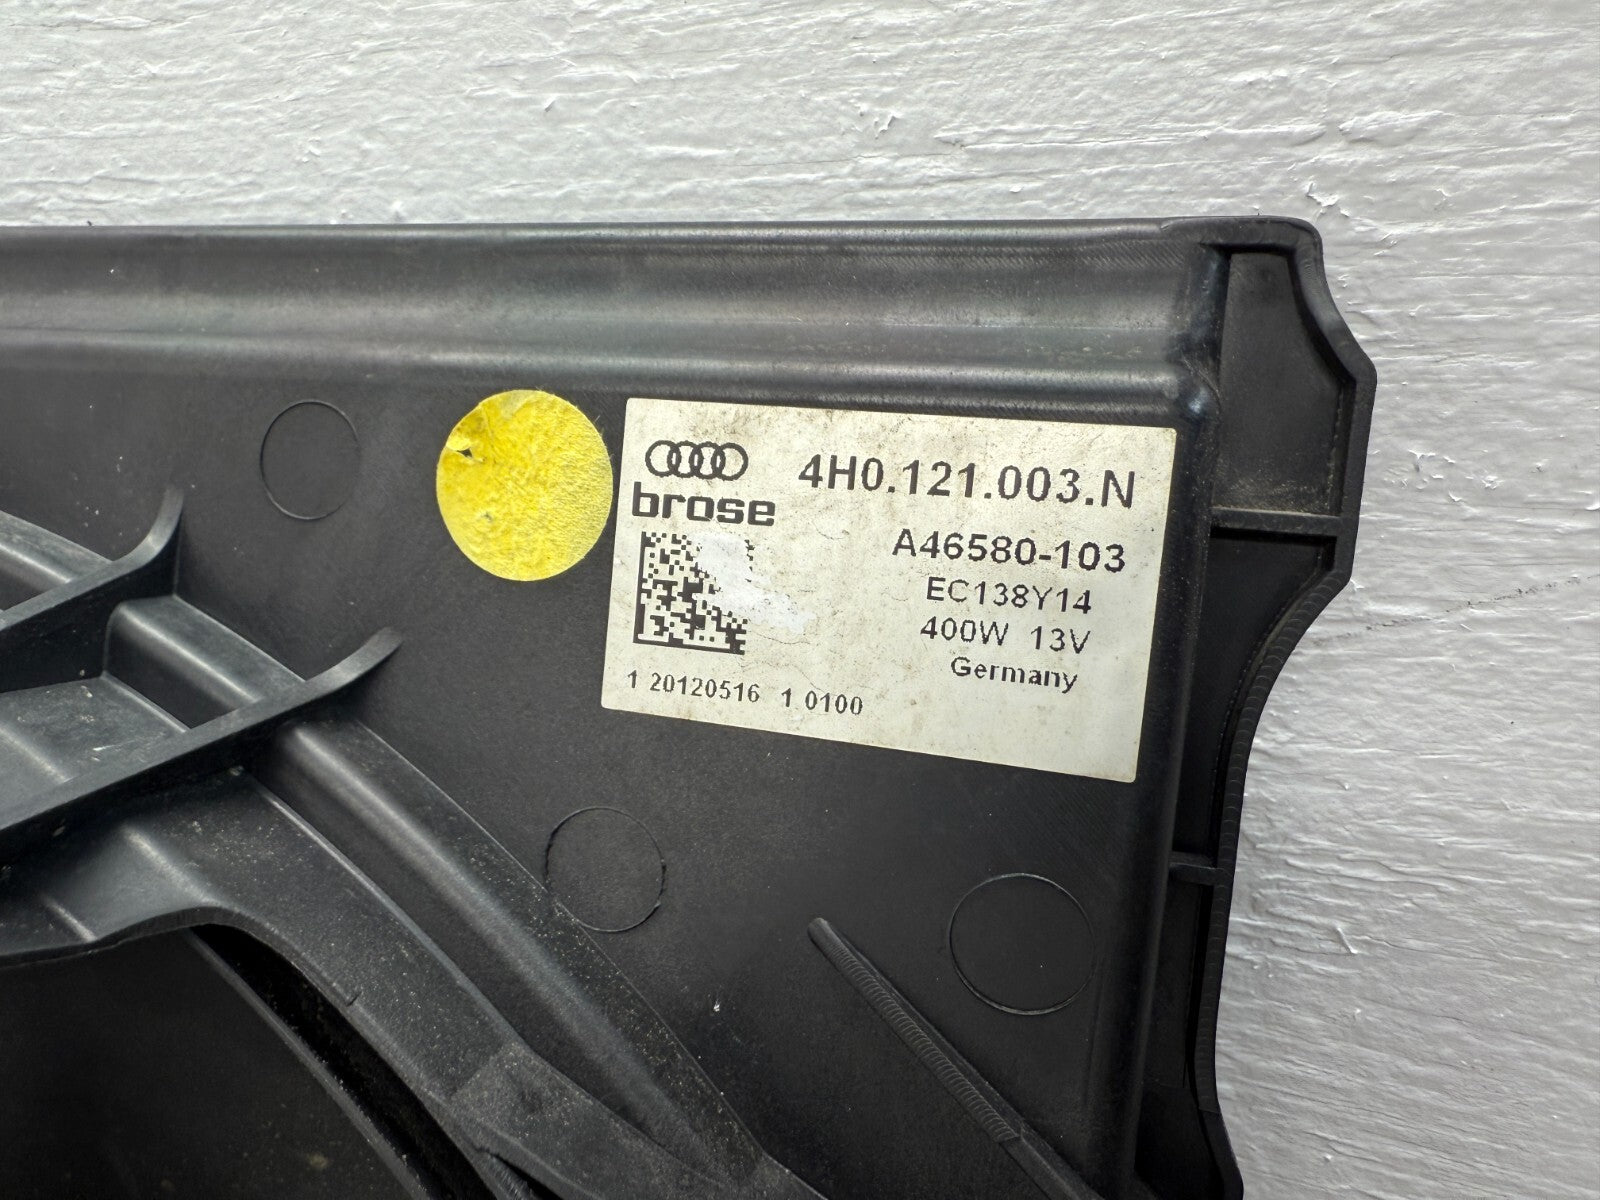 4H0.121.003.N
brose
A46580-103
EC138Y14
400W 13V
Germany
1 20120516 1 0100